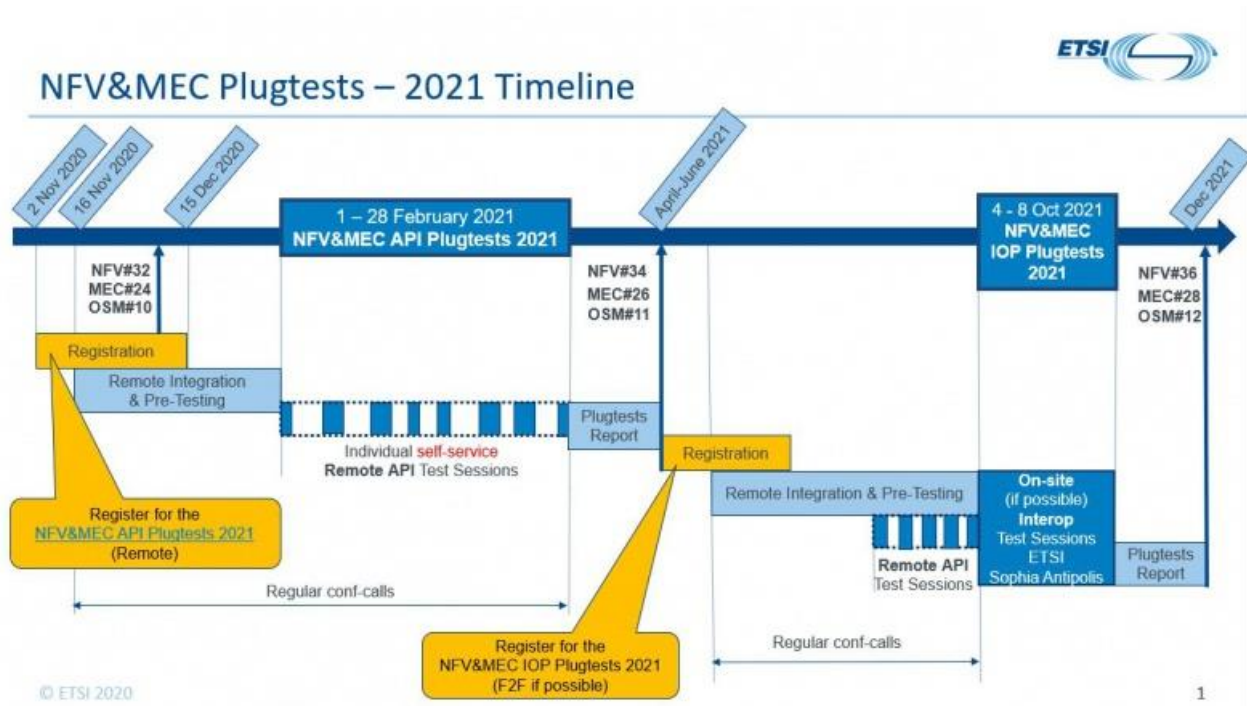 ETSI
NFV&MEC Plugtests – 2021 Timeline
2 Nov 2020
16 Nov 2020
15 Dec 2020
April-June 2021
Dec 2021
1 – 28 February 2021
NFV&MEC API Plugtests 2021
4 - 8 Oct 2021
NFV&MEC
IOP Plugtests
2021
NFV#32
MEC#24
OSM#10
NFV#34
MEC#26
OSM#11
NFV#36
MEC#28
OSM#12
Registration
Remote Integration
& Pre-Testing
Individual self-service
Remote API Test Sessions
Plugtests
Report
Registration
Remote Integration & Pre-Testing
Remote API
Test Sessions
On-site
(if possible)
Interop
Test Sessions
ETSI
Sophia Antipolis
Plugtests
Report
Register for the
NFV&MEC API Plugtests 2021
(Remote)
Regular conf-calls
Register for the
NFV&MEC IOP Plugtests 2021
(F2F if possible)
Regular conf-calls
© ETSI 2020
1